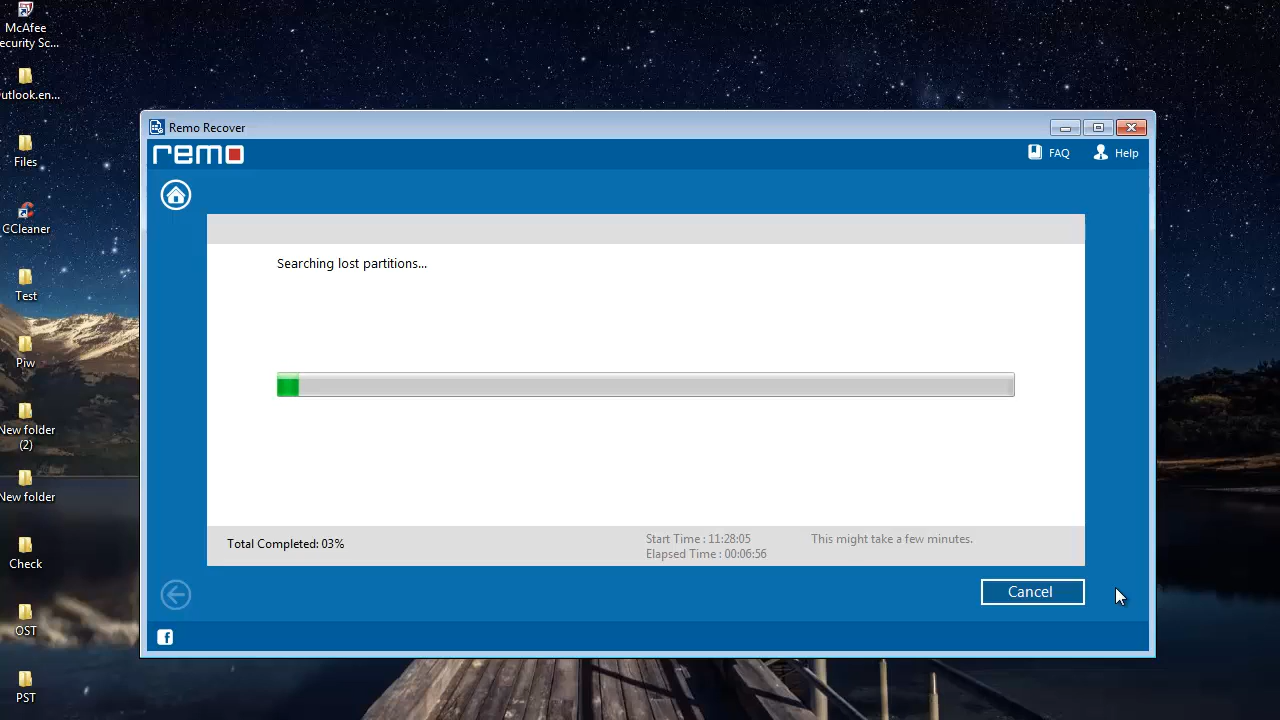 McAfee
ecurity Sc...
utlook.en...
Files
CCleaner
Test
Piw
New folder
(2)
New folder
Check
OST
PST
Remo Recover
remo
FAQ
Help
Searching lost partitions...
Total Completed: 03%
Start Time : 11:28:05
Elapsed Time : 00:06:56
This might take a few minutes.
Cancel
f